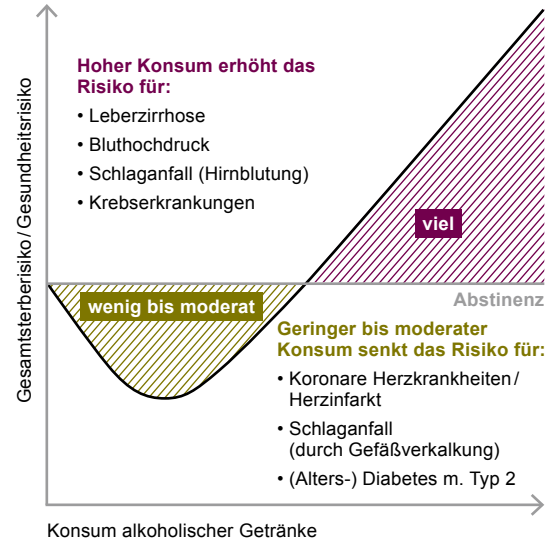 Gesamtsterberisiko / Gesundheitsrisiko
Hoher Konsum erhöht das
Risiko für:
• Leberzirrhose
• Bluthochdruck
• Schlaganfall (Hirnblutung)
• Krebserkrankungen
viel
wenig bis moderat
Abstinenz
Geringer bis moderater
Konsum senkt das Risiko für:
• Koronare Herzkrankheiten /
Herzinfarkt
• Schlaganfall
(durch Gefäßverkalkung)
• (Alters-) Diabetes m. Typ 2
Konsum alkoholischer Getränke